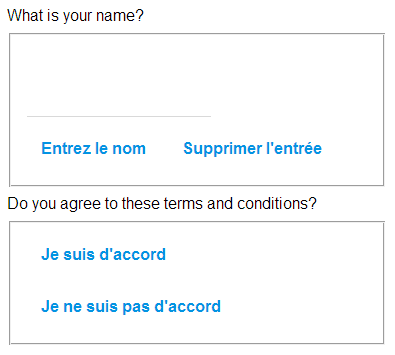 What is your name?
Entrez le nom Supprimer l'entrée
Do you agree to these terms and conditions?
Je suis d'accord
Je ne suis pas d'accord